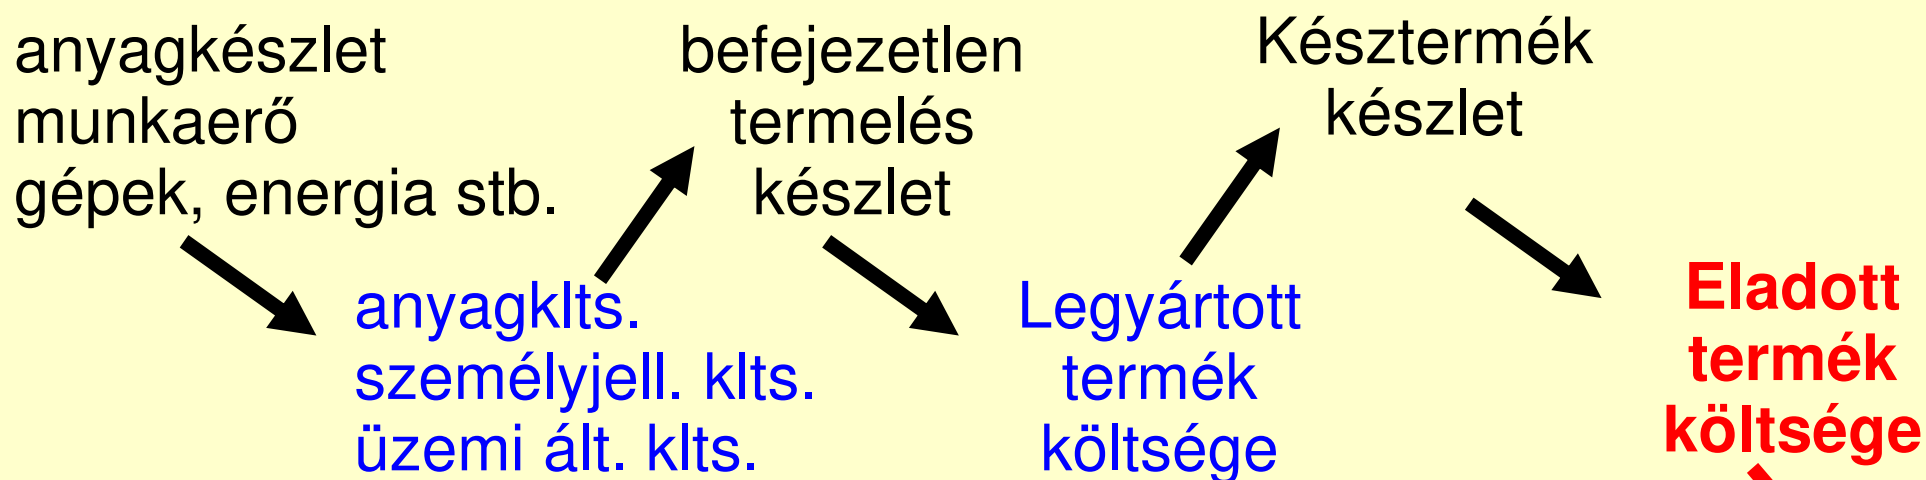 anyagkészlet
munkaerő
gépek, energia stb.
befejezetlen
termelés
készlet
Késztermék
készlet
anyagklts.
személyjell. klts.
üzemi ált. klts.
Legyártott
termék
költsége
Eladott
termék
költsége